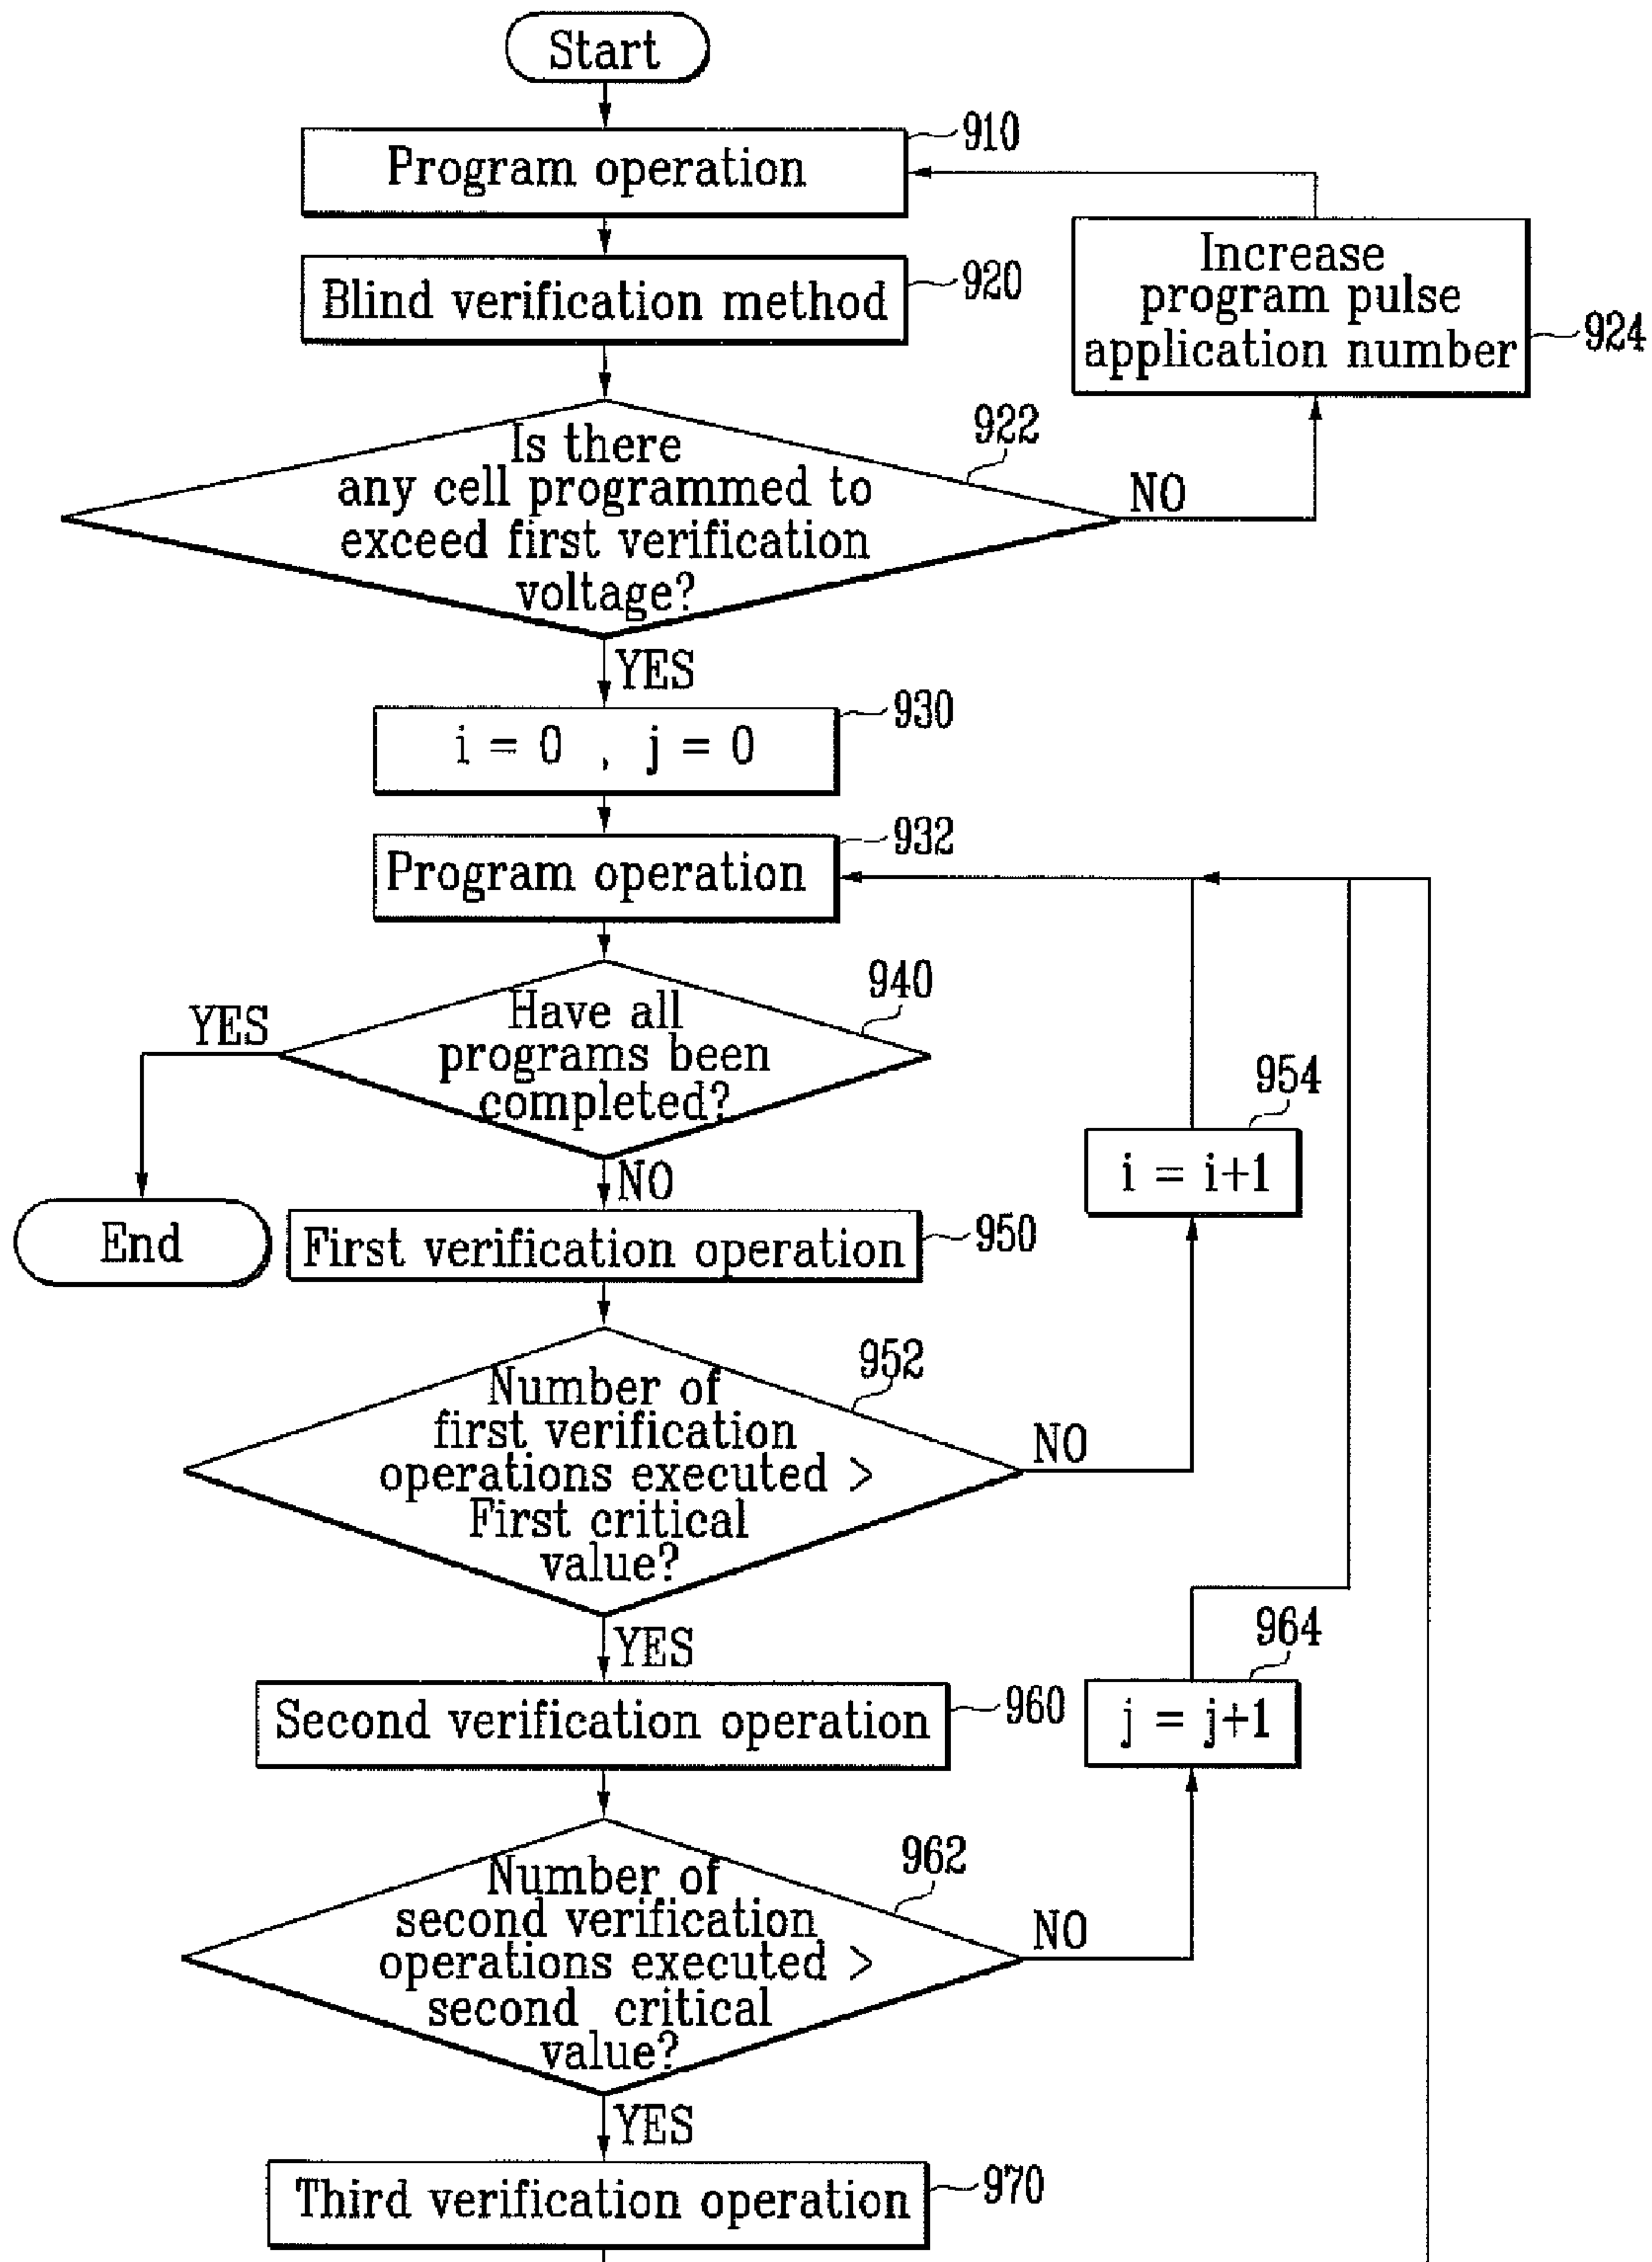 Start
Program operation
910
Blind verification method
920
Increase
program pulse
application number
924
Is there
any cell programmed to
exceed first verification
voltage?
922
NO
YES
i = 0 , j = 0
930
Program operation
932
Have all
programs been
completed?
940
YES
NO
End
First verification operation
950
i = i+1
954
Number of
first verification
operations executed >
First critical
value?
952
NO
YES
Second verification operation
960
j = j+1
964
Number of
second verification
operations executed >
second critical
value?
962
NO
YES
Third verification operation
970